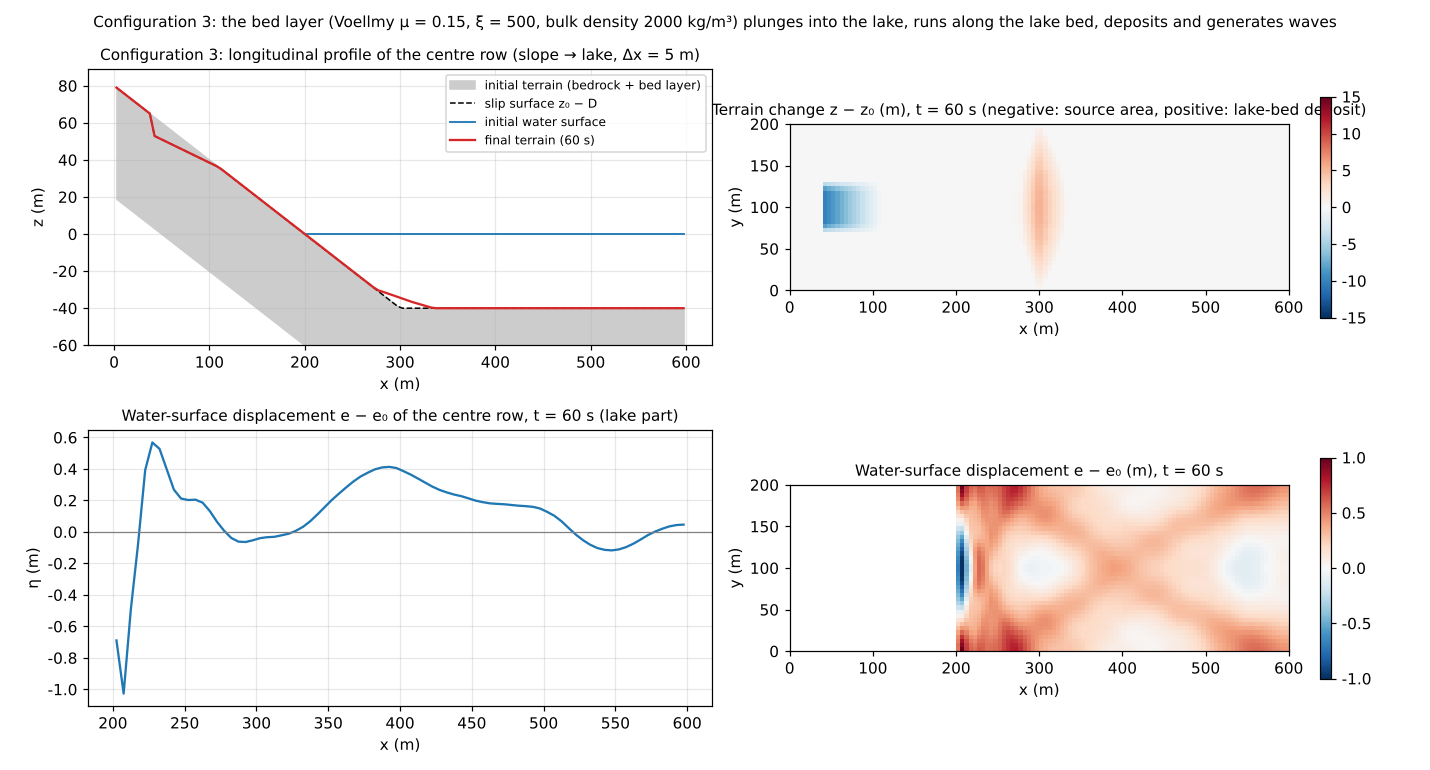 Configuration 3: the bed layer (Voellmy μ = 0.15, ξ = 500, bulk density 2000 kg/m³) plunges into the lake, runs along the lake bed, deposits and generates waves
Configuration 3: longitudinal profile of the centre row (slope → lake, Δx = 5 m)
80
60
40
20
0
-20
-40
-60
z (m)
initial terrain (bedrock + bed layer)
slip surface z₀ − D
initial water surface
final terrain (60 s)
0 100 200 300 400 500 600
x (m)
Terrain change z − z₀ (m), t = 60 s (negative: source area, positive: lake-bed deposit)
200
150
100
50
0
y (m)
0 100 200 300 400 500 600
x (m)
15
10
5
0
-5
-10
-15
Water-surface displacement e − e₀ of the centre row, t = 60 s (lake part)
0.6
0.4
0.2
0.0
-0.2
-0.4
-0.6
-0.8
-1.0
η (m)
200 250 300 350 400 450 500 550 600
x (m)
Water-surface displacement e − e₀ (m), t = 60 s
200
150
100
50
0
y (m)
0 100 200 300 400 500 600
x (m)
1.0
0.5
0.0
-0.5
-1.0